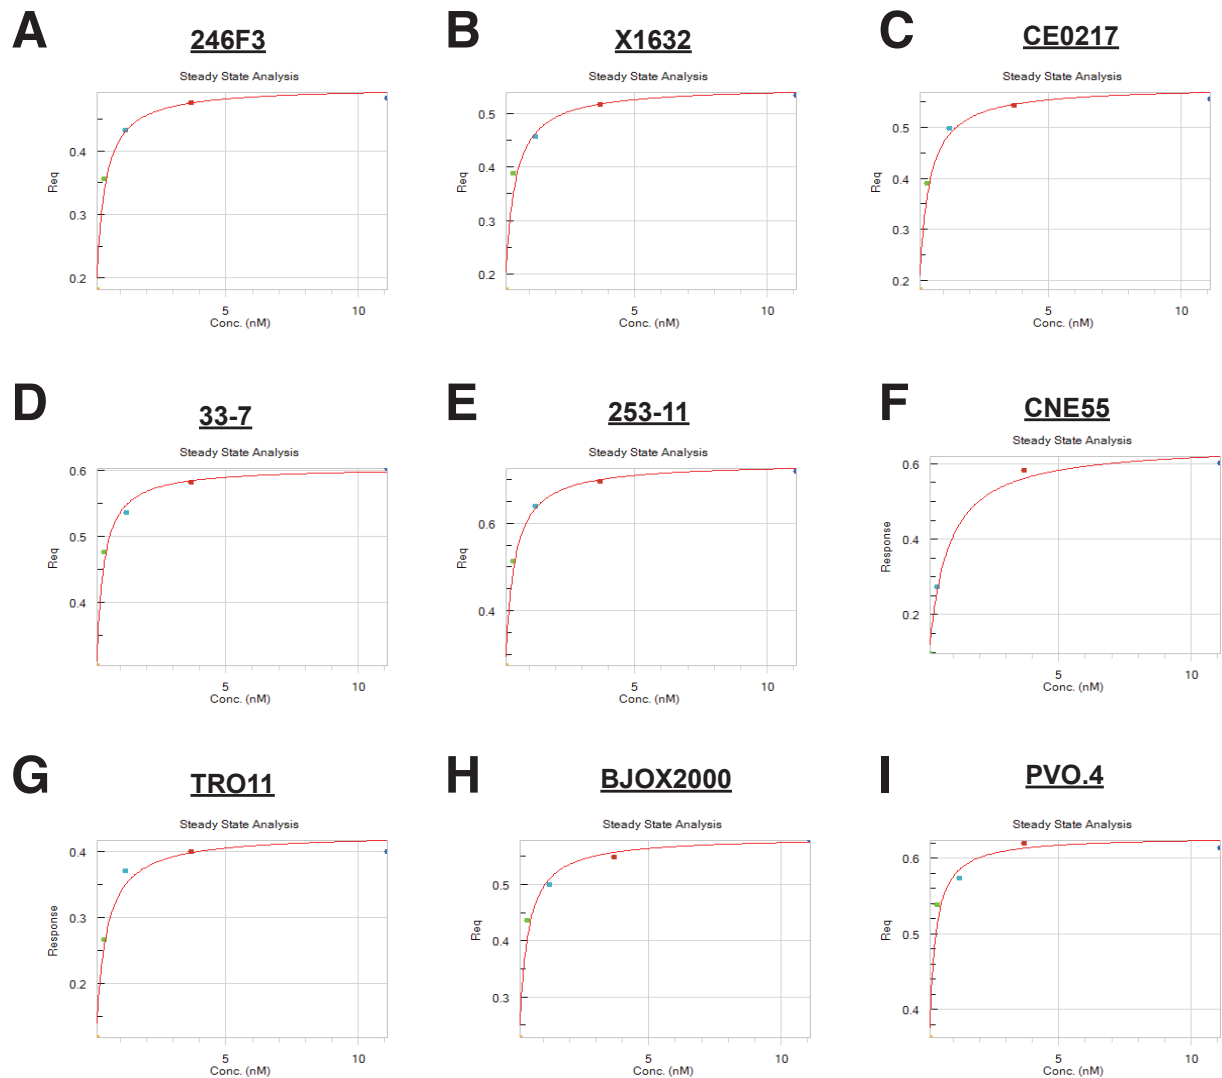 A
246F3
Steady State Analysis
Req
0.4
0.3
0.2
5
10
Conc. (nM)
B
X1632
Steady State Analysis
Req
0.5
0.4
0.3
0.2
5
10
Conc. (nM)
C
CE0217
Steady State Analysis
Req
0.5
0.4
0.3
0.2
5
10
Conc. (nM)
D
33-7
Steady State Analysis
Req
0.6
0.5
0.4
5
10
Conc. (nM)
E
253-11
Steady State Analysis
Req
0.6
0.4
5
10
Conc. (nM)
F
CNE55
Steady State Analysis
Response
0.6
0.4
0.2
5
10
Conc. (nM)
G
TRO11
Steady State Analysis
Response
0.4
0.3
0.2
5
10
Conc. (nM)
H
BJOX2000
Steady State Analysis
Req
0.5
0.4
0.3
5
10
Conc. (nM)
I
PVO.4
Steady State Analysis
Req
0.6
0.5
0.4
5
10
Conc. (nM)